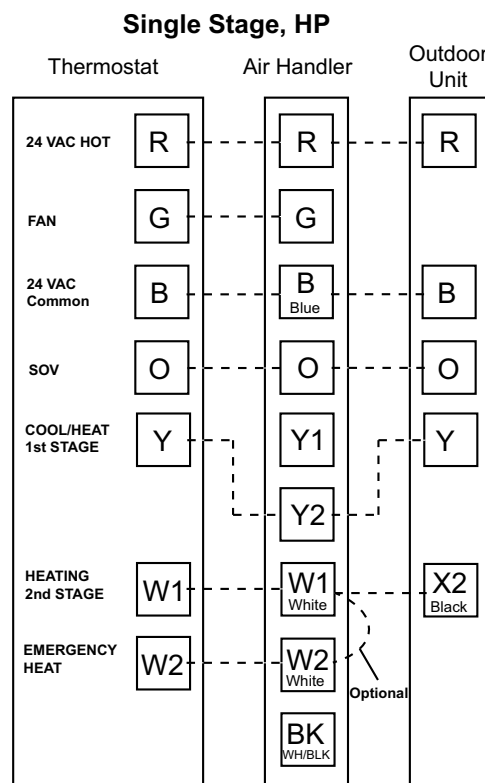 Single Stage, HP
Thermostat Air Handler Outdoor
Unit
24 VAC HOT R R R
FAN G G
24 VAC
Common B B B
Blue
SOV O O O
COOL/HEAT
1st STAGE Y Y1 Y
Y2
HEATING
2nd STAGE W1 W1 X2
White Black
EMERGENCY
HEAT W2 W2
White
Optional
BK
WH/BLK